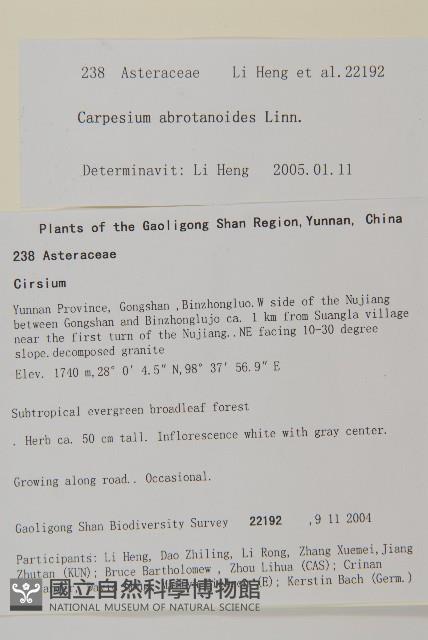 238 Asteraceae Li Heng et al.22192
Carpesium abrotanoides Linn.
Determinavit: Li Heng 2005.01.11
Plants of the Gaoligong Shan Region,Yunnan, China
238 Asteraceae
Cirsium
Yunnan Province, Gongshan ,Binzhongluo.W side of the Nujiang
between Gongshan and Binzhonglujo ca. 1 km from Suangla village
near the first turn of the Nujiang..NE facing 10-30 degree
slope.decomposed granite
Elev. 1740 m,28° 0′ 4.5″ N,98° 37′ 56.9″ E
Subtropical evergreen broadleaf forest
. Herb ca. 50 cm tall. Inflorescence white with gray center.
Growing along road.. Occasional.
Gaoligong Shan Biodiversity Survey 22192 ,9 11 2004
Participants: Li Heng, Dao Zhiling, Li Rong, Zhang Xuemei,Jiang
Zhutan (KUN); Bruce Bartholomew , Zhou Lihua (CAS); Crinan
(E); Kerstin Bach (Germ.)
國立自然科學博物館
NATIONAL MUSEUM OF NATURAL SCIENCE